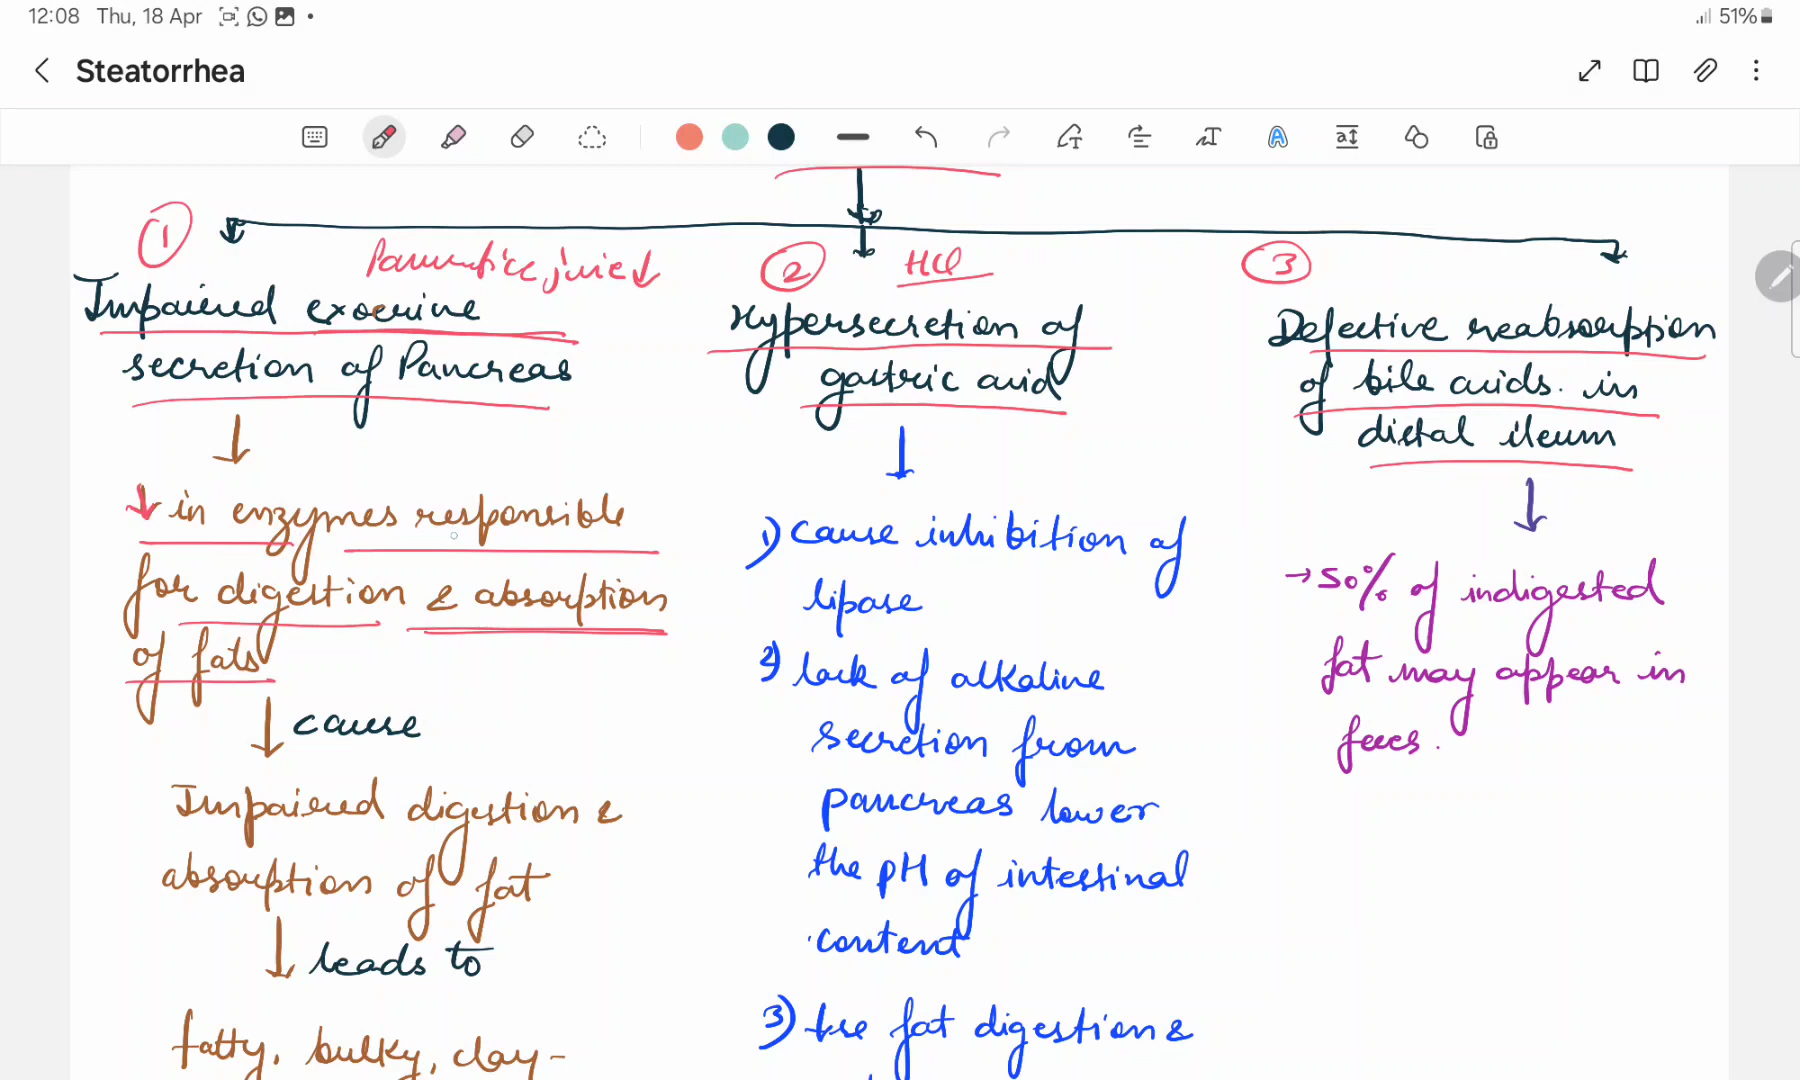 12:08 Thu, 18 Apr
51%
Steatorrhea
1
juice ↓
Impaired exocrine
secretion of Pancreas
↓ in enzymes responsible
for digestion & absorption
of fats
cause
Impaired digestion &
absorption of fat
leads to
fatty, bulky, clay-
2 HCl
Hypersecretion of
gastric acid
1) cause inhibition of
lipase
2) lack of alkaline
secretion from
pancreas lower
the pH of intestinal
content
3) the fat digestion &
3
Defective reabsorption
of bile acids. in
distal ileum
→ 50% of indigested
fat may appear in
feces.